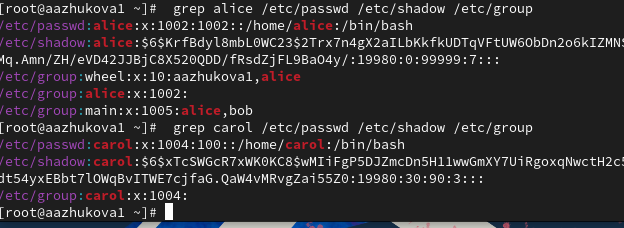 [root@aazhukova1 ~]#  grep alice /etc/passwd /etc/shadow /etc/group
/etc/passwd:alice:x:1002:1002::/home/alice:/bin/bash
/etc/shadow:alice:$6$KrfBdyl8mbL0WC23$2Trx7n4gX2aILbKkfkUDTqVFtUW6ObDn2o6kIZMNS
Mq.Amn/ZH/eVD42JJBjC8X520QDD/fRsdZjFL9BaO4y/:19980:0:99999:7:::
/etc/group:wheel:x:10:aazhukova1,alice
/etc/group:alice:x:1002:
/etc/group:main:x:1005:alice,bob
[root@aazhukova1 ~]#  grep carol /etc/passwd /etc/shadow /etc/group
/etc/passwd:carol:x:1004:100::/home/carol:/bin/bash
/etc/shadow:carol:$6$xTcSWGcR7xWK0KC8$wMIiFgP5DJZmcDn5H11wwGmXY7UiRgoxqNwctH2c5
dt54yxEBbt7lOWqBvITWE7cjfaG.QaW4vMRvgZai55Z0:19980:30:90:3:::
/etc/group:carol:x:1004:
[root@aazhukova1 ~]#